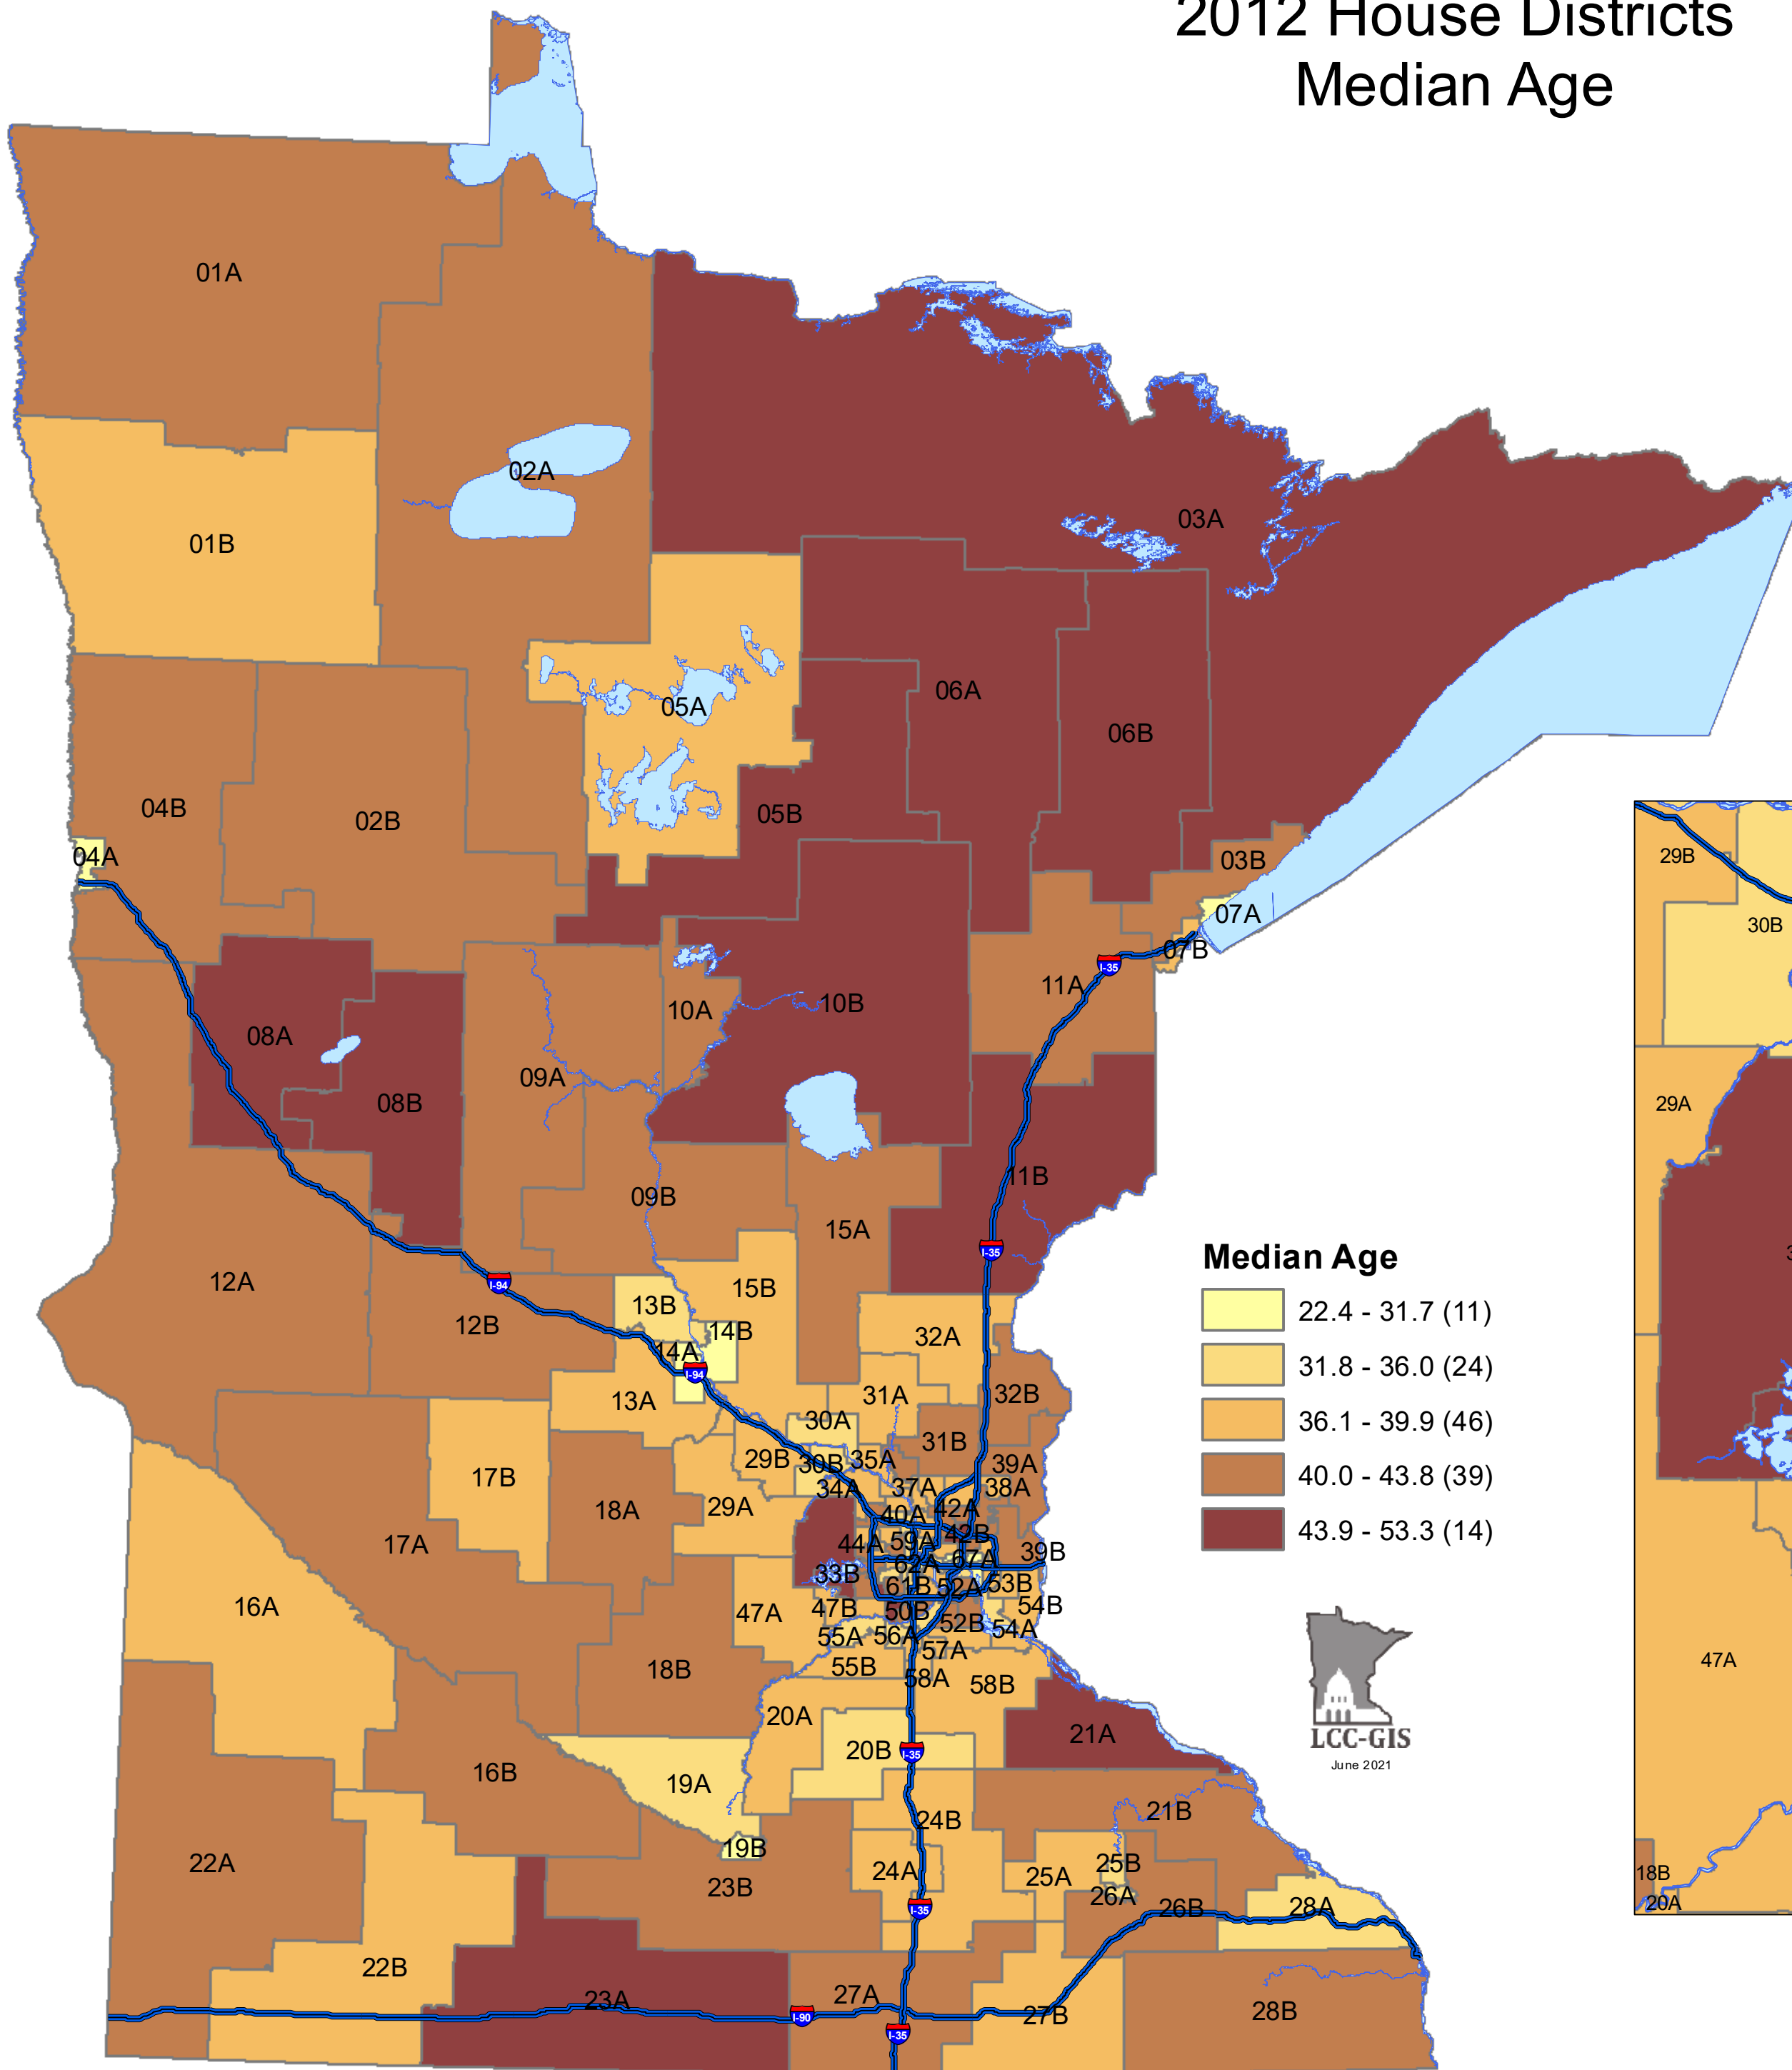 2012 House Districts
Median Age
01A
02A
01B
03A
05A
06A
06B
04B
02B
05B
04A
03B
07A
07B
11A
10A
10B
08A
09A
08B
11B
09B
15A
12A
15B
13B
12B
14B
14A
32A
13A
31A
32B
30A
31B
29B
30B
35A
39A
17B
34A
37A
38A
18A
29A
40A
42A
17A
44A
59A
42B
39B
62A
67A
33B
61B
52A
53B
16A
47A
47B
50B
54B
55A
56A
52B
54A
57A
18B
55B
58A
58B
20A
21A
20B
16B
19A
21B
24B
19B
22A
23B
24A
25A
25B
26A
26B
28A
22B
23A
27A
27B
28B
I-94
I-94
I-35
I-35
I-35
I-35
I-35
I-90
Median Age
22.4 - 31.7 (11)
31.8 - 36.0 (24)
36.1 - 39.9 (46)
40.0 - 43.8 (39)
43.9 - 53.3 (14)
LCC-GIS
June 2021
29B
30B
29A
47A
18B
20A